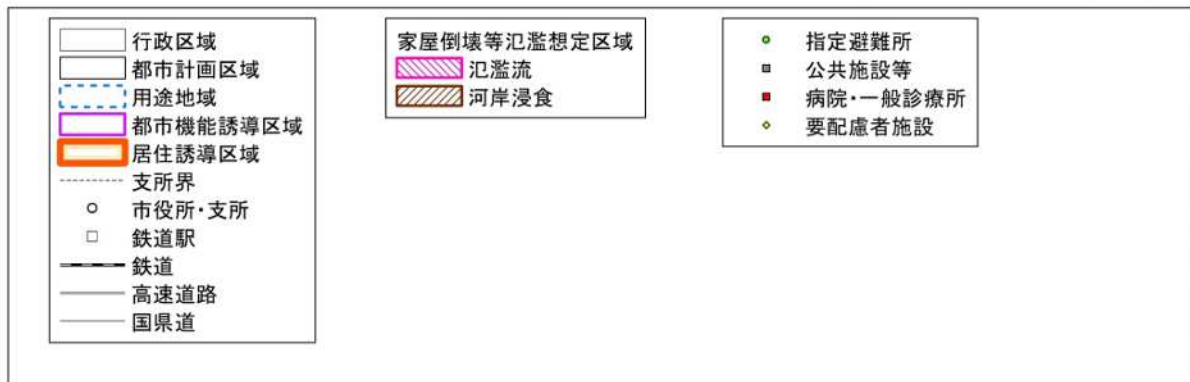 行政区域
都市計画区域
用途地域
都市機能誘導区域
居住誘導区域
支所界
市役所・支所
鉄道駅
鉄道
高速道路
国県道
家屋倒壊等氾濫想定区域
氾濫流
河岸浸食
指定避難所
公共施設等
病院・一般診療所
要配慮者施設